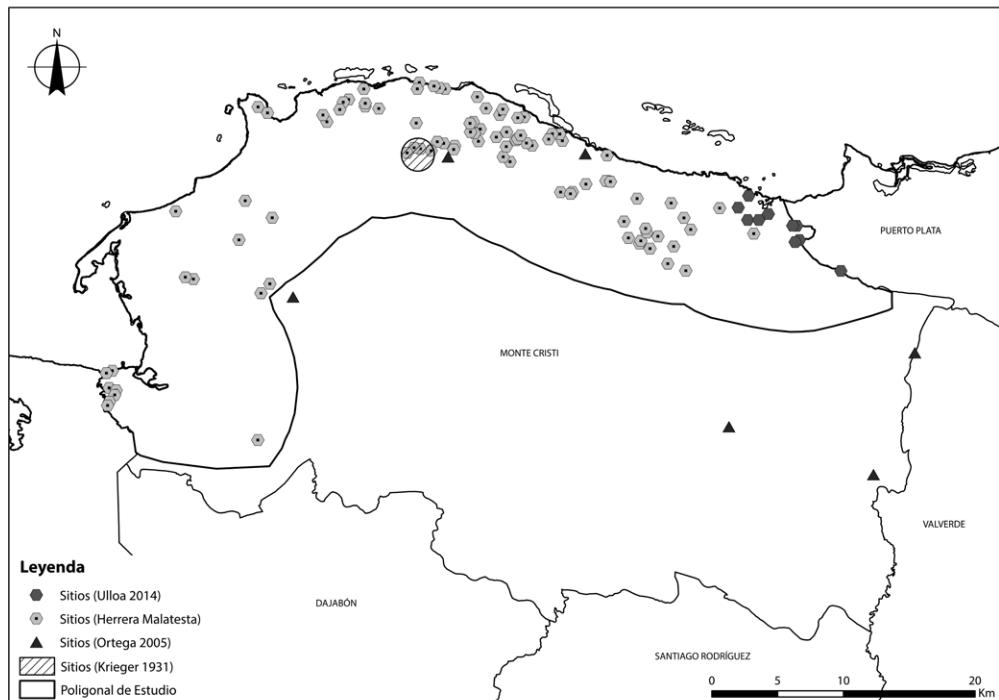 N
PUERTO PLATA
MONTE CRISTI
VALVERDE
DAJABÓN
SANTIAGO RODRÍGUEZ
Leyenda
Sitios (Ulloa 2014)
Sitios (Herrera Malatesta)
Sitios (Ortega 2005)
Sitios (Krieger 1931)
Poligonal de Estudio
0 5 10 20
Km